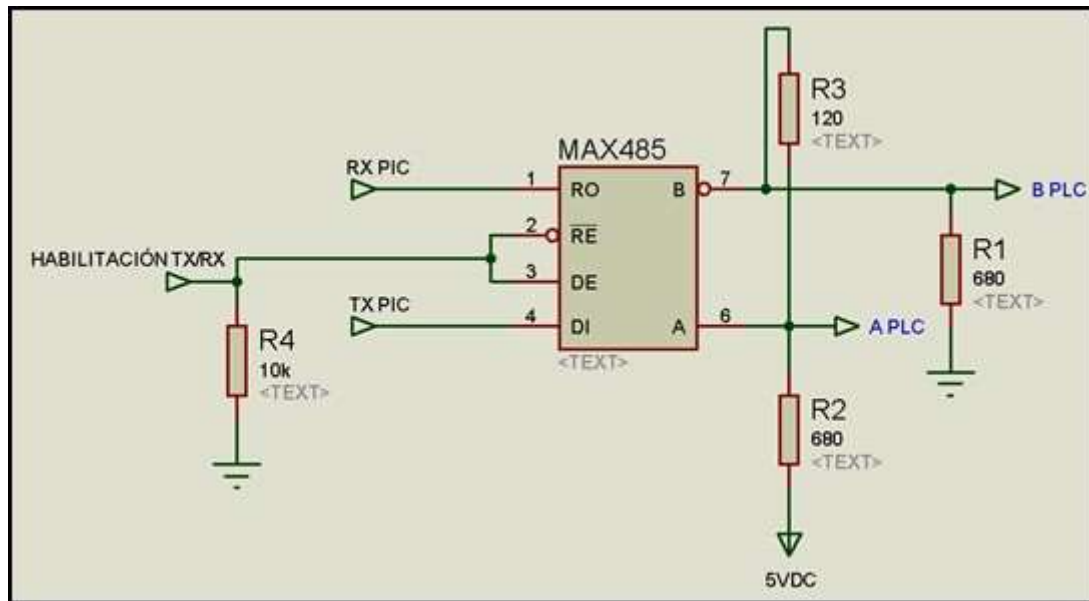 R3
120
<TEXT>
MAX485
RX PIC
1
RO
B
7
B PLC
2
RE
HABILITACIÓN TX/RX
3
DE
R1
680
<TEXT>
TX PIC
4
DI
A
6
A PLC
<TEXT>
R4
10k
<TEXT>
R2
680
<TEXT>
5VDC